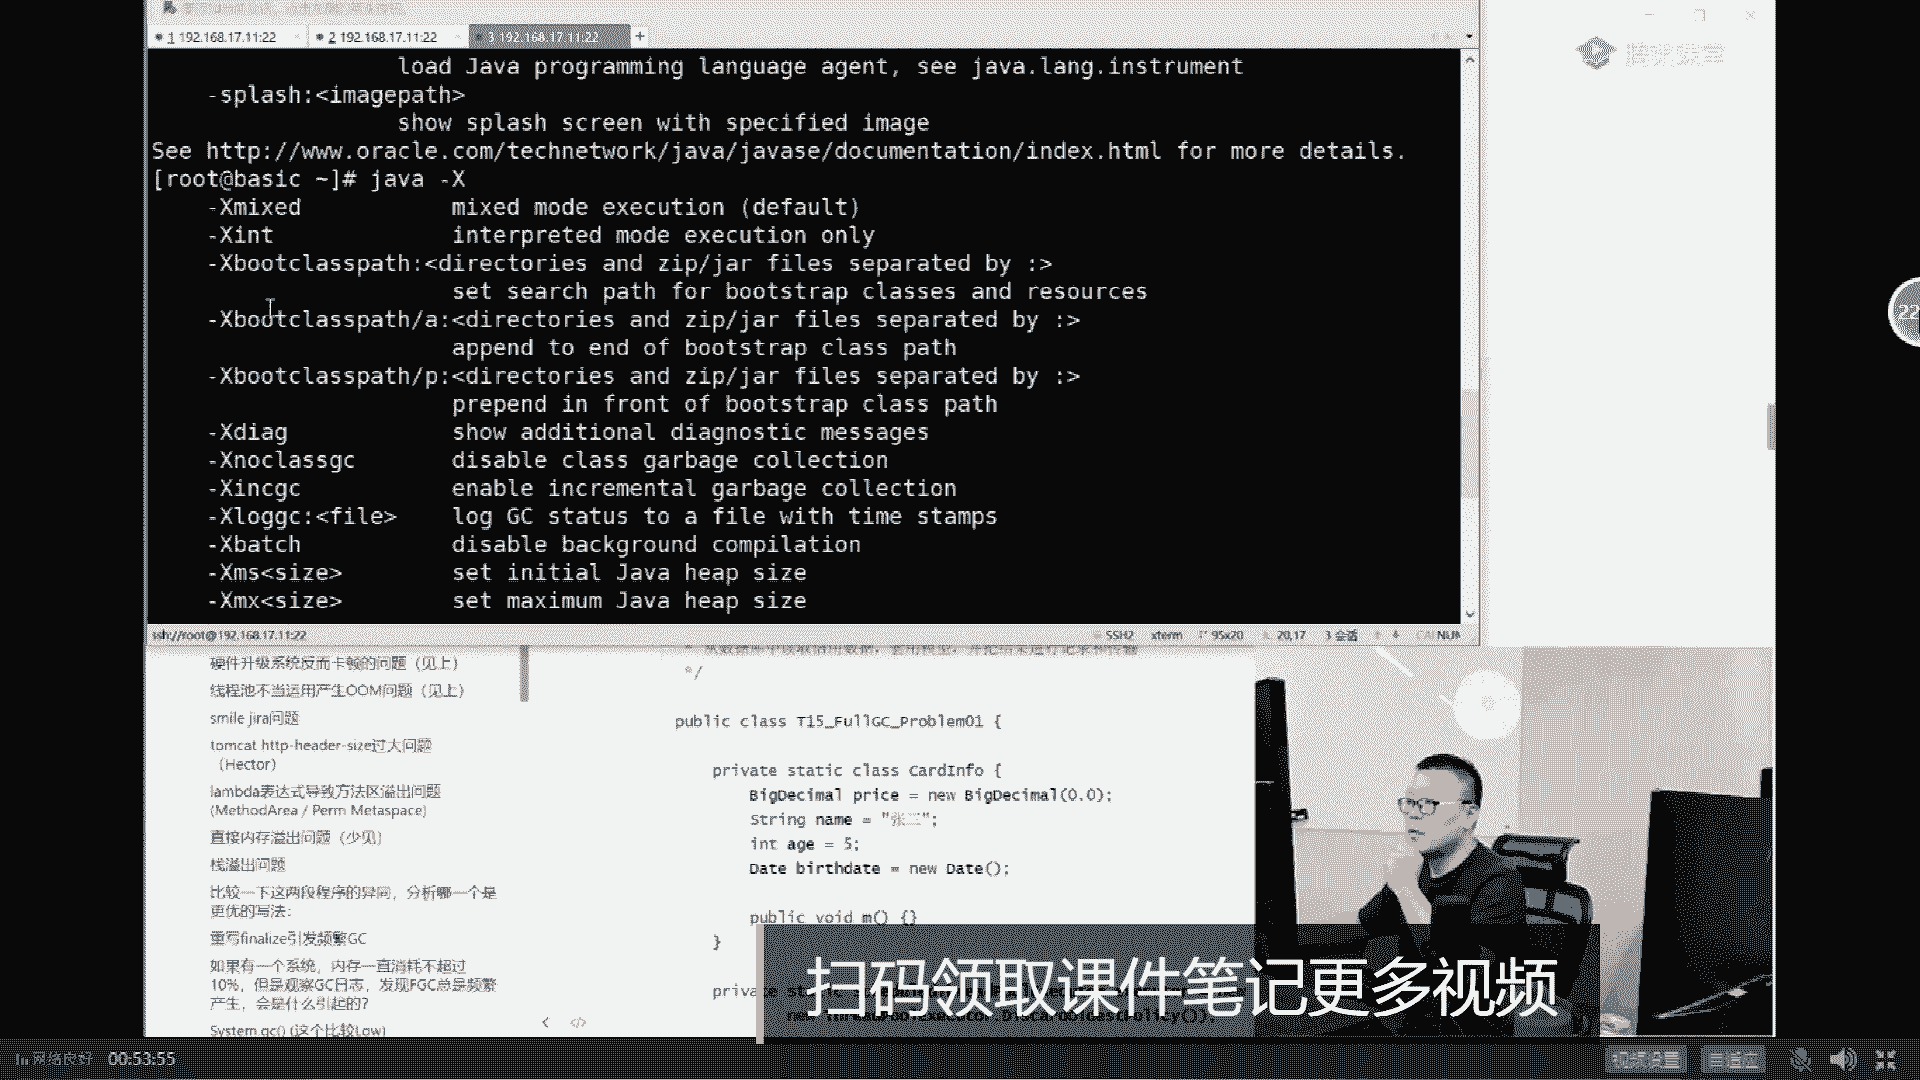 1 192.168.17.11:22
2 192.168.17.11:22
3 192.168.17.11:22
+
load Java programming language agent, see java.lang.instrument
-splash:<imagepath>
show splash screen with specified image
See http://www.oracle.com/technetwork/java/javase/documentation/index.html for more details.
[root@basic ~]# java -X
-Xmixed mixed mode execution (default)
-Xint interpreted mode execution only
-Xbootclasspath:<directories and zip/jar files separated by :>
set search path for bootstrap classes and resources
-Xbootclasspath/a:<directories and zip/jar files separated by :>
append to end of bootstrap class path
-Xbootclasspath/p:<directories and zip/jar files separated by :>
prepend in front of bootstrap class path
-Xdiag show additional diagnostic messages
-Xnoclassgc disable class garbage collection
-Xincgc enable incremental garbage collection
-Xloggc:<file> log GC status to a file with time stamps
-Xbatch disable background compilation
-Xms<size> set initial Java heap size
-Xmx<size> set maximum Java heap size
ssh://root@192.168.17.11:22
SSH2 xterm 95x20 20,17 3 会话 CAP NUM
硬件升级系统反而卡顿的问题（见上）
线程池不当运用产生OOM问题（见上）
smile jira问题
tomcat http-header-size过大问题
（Hector）
lambda表达式导致方法区溢出问题
(MethodArea / Perm Metaspace)
直接内存溢出问题（少见）
栈溢出问题
比较一下这两段程序的异同，分析哪一个是
更优的写法：
重写finalize引发频繁GC
如果有一个系统，内存一直消耗不超过
10%，但是观察GC日志，发现FGC总是频繁
产生，会是什么引起的？
System.gc() (这个比较Low)
*/
public class T15_FullGC_Problem01 {
private static class CardInfo {
BigDecimal price = new BigDecimal(0.0);
String name = "张三";
int age = 5;
Date birthdate = new Date();
public void m() {}
}
扫码领取课件笔记更多视频
网络良好 00:53:55
视频设置
自适应
22